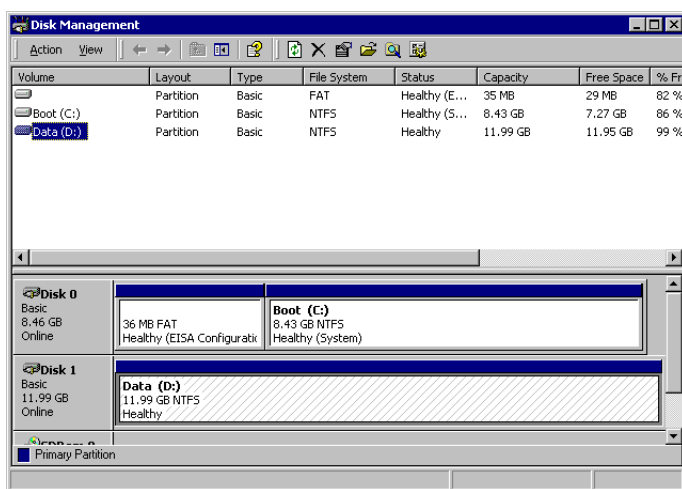 Disk Management
Action View
Volume Layout Type File System Status Capacity Free Space % Fr
Partition Basic FAT Healthy (E... 35 MB 29 MB 82 %
Boot (C:) Partition Basic NTFS Healthy (S... 8.43 GB 7.27 GB 86 %
Data (D:) Partition Basic NTFS Healthy 11.99 GB 11.95 GB 99 %
Disk 0
Basic
8.46 GB
Online
36 MB FAT
Healthy (EISA Configuratic
Boot (C:)
8.43 GB NTFS
Healthy (System)
Disk 1
Basic
11.99 GB
Online
Data (D:)
11.99 GB NTFS
Healthy
Primary Partition